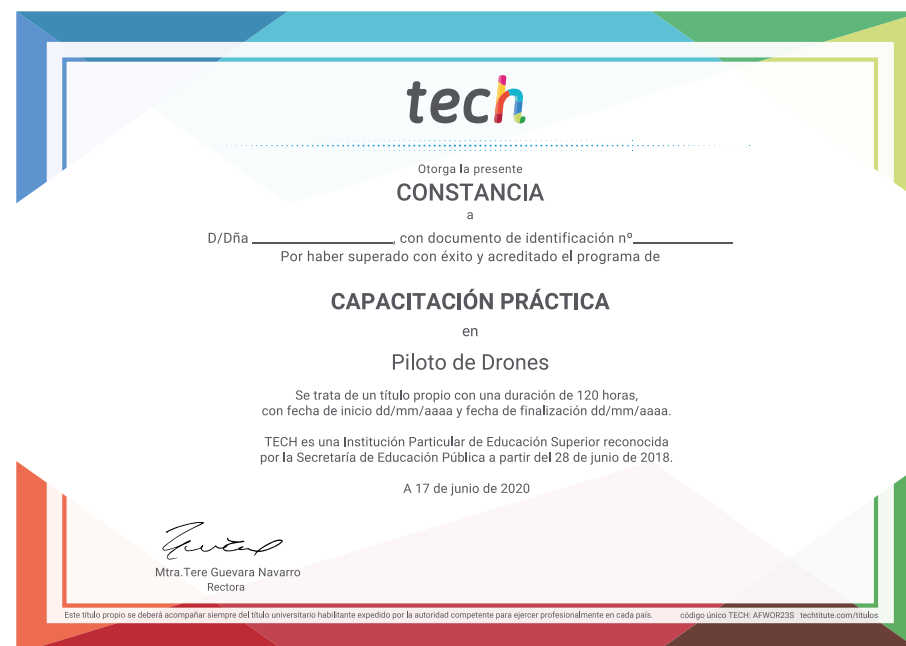 tech
Otorga la presente
CONSTANCIA
a
D/Dña ____________________, con documento de identificación nº______________
Por haber superado con éxito y acreditado el programa de
CAPACITACIÓN PRÁCTICA
en
Piloto de Drones
Se trata de un título propio con una duración de 120 horas,
con fecha de inicio dd/mm/aaaa y fecha de finalización dd/mm/aaaa.
TECH es una Institución Particular de Educación Superior reconocida
por la Secretaría de Educación Pública a partir del 28 de junio de 2018.
A 17 de junio de 2020
Mtra.Tere Guevara Navarro
Rectora
Este título propio se deberá acompañar siempre del título universitario habilitante expedido por la autoridad competente para ejercer profesionalmente en cada país. código único TECH: AFWOR23S techtitute.com/titulos